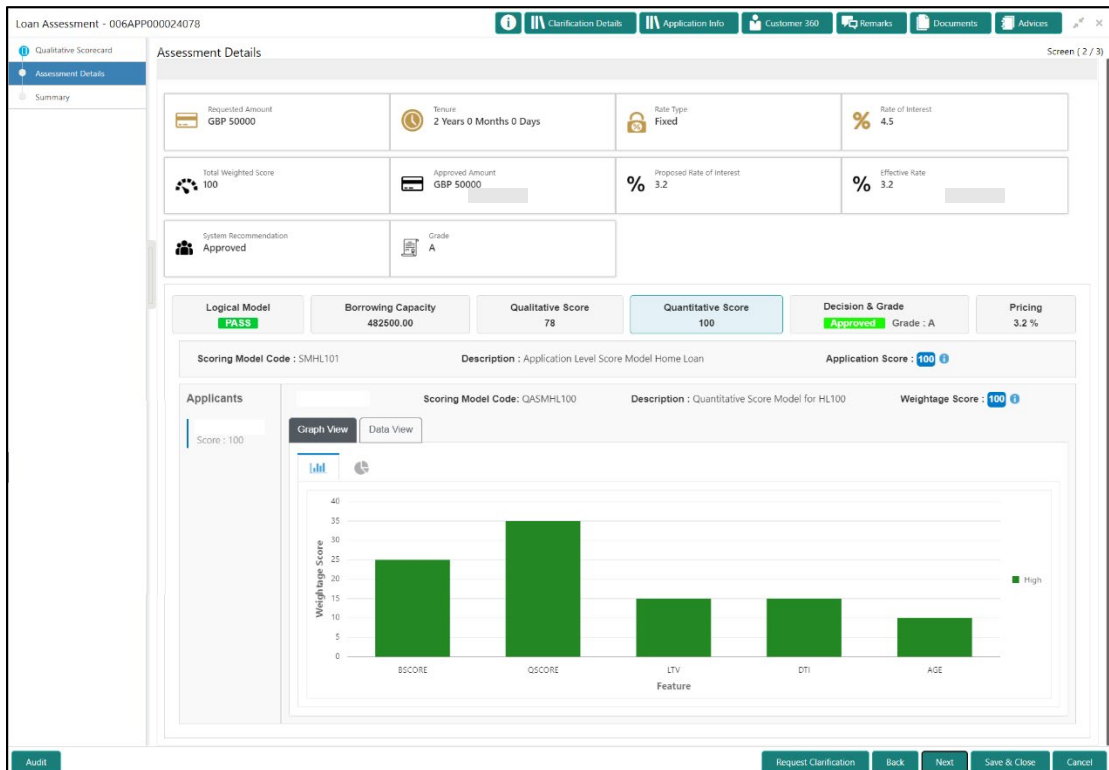 Loan Assessment - 006APP000024078
Clarification Details
Application Info
Customer 360
Remarks
Documents
Advices
Qualitative Scorecard
Assessment Details
Summary
Assessment Details
Screen ( 2 / 3)
Requested Amount
GBP 50000
Tenure
2 Years 0 Months 0 Days
Rate Type
Fixed
Rate of Interest
4.5
Total Weighted Score
100
Approved Amount
GBP 50000
Proposed Rate of Interest
3.2
Effective Rate
3.2
System Recommendation
Approved
Grade
A
Logical Model
PASS
Borrowing Capacity
482500.00
Qualitative Score
78
Quantitative Score
100
Decision & Grade
Approved Grade : A
Pricing
3.2 %
Scoring Model Code : SMHL101
Description : Application Level Score Model Home Loan
Application Score : 100
Applicants
Score : 100
Scoring Model Code: QASMHL100
Description : Quantitative Score Model for HL100
Weightage Score : 100
Graph View
Data View
40
35
30
25
20
15
10
5
0
Weightage Score
BSCORE
QSCORE
LTV
DTI
AGE
Feature
High
Audit
Request Clarification
Back
Next
Save & Close
Cancel